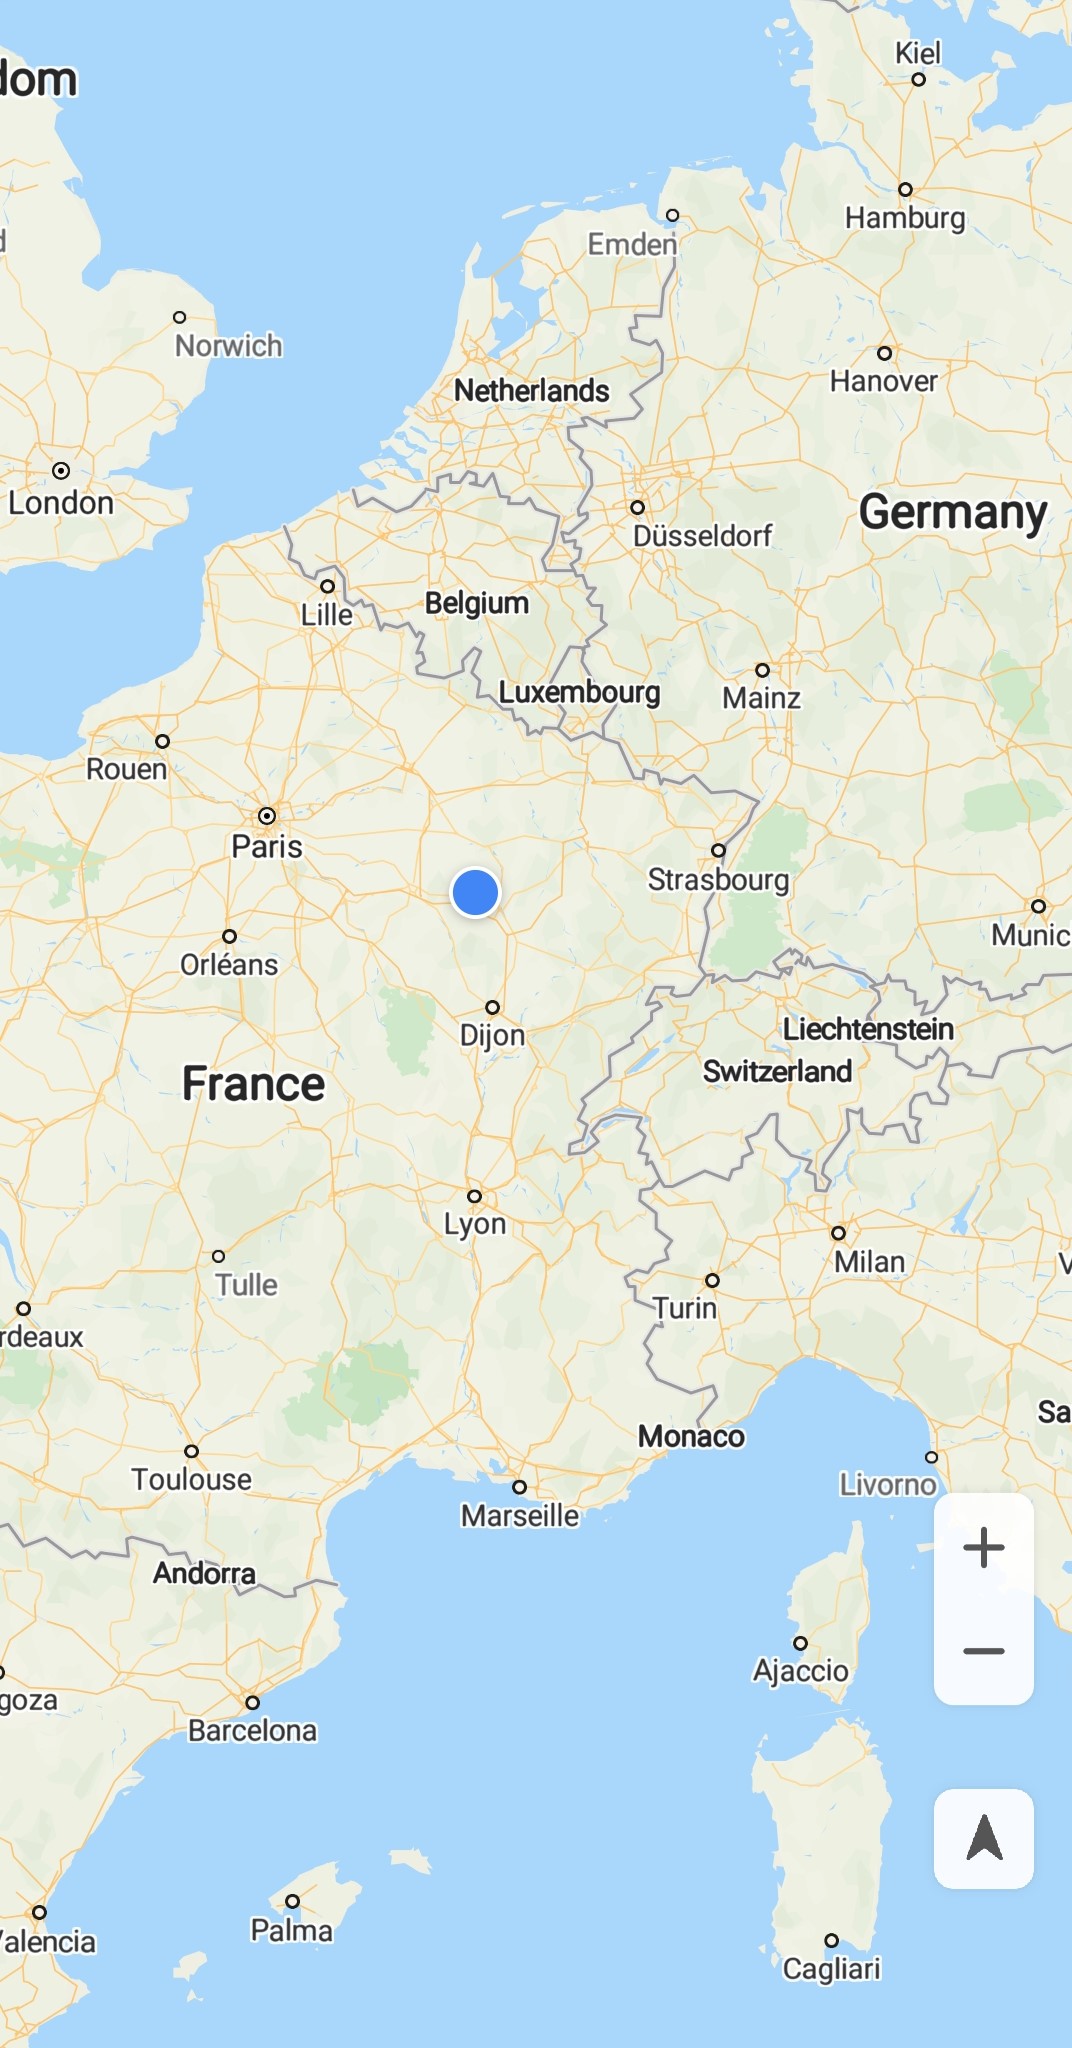 Kiel
dom
Hamburg
d
Emden
Norwich
Hanover
Netherlands
London
Germany
Düsseldorf
Belgium
Lille
Luxembourg
Mainz
Rouen
Paris
Strasbourg
Munic
Orléans
Liechtenstein
Dijon
Switzerland
France
Lyon
Milan
V
Tulle
Turin
rdeaux
Sa
Monaco
Toulouse
Livorno
Marseille
Andorra
Ajaccio
goza
Barcelona
Palma
Valencia
Cagliari